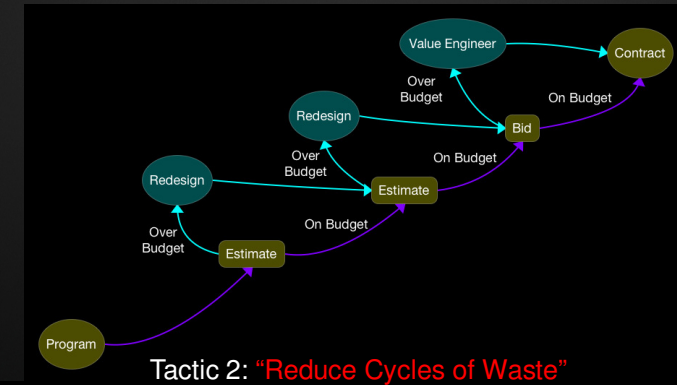 Value Engineer
Contract
Over
Budget
On Budget
Redesign
Bid
Over
Budget
On Budget
Redesign
Estimate
Over
Budget
On Budget
Estimate
Program
Tactic 2: “Reduce Cycles of Waste”